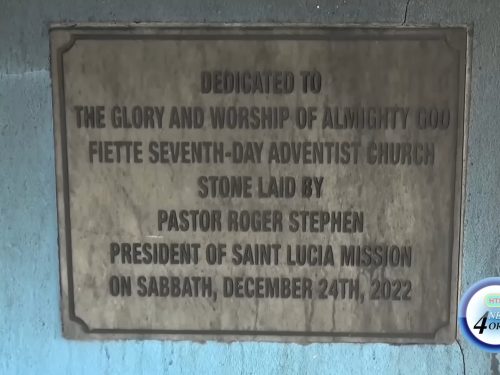 DEDICATED TO
THE GLORY AND WORSHIP OF ALMIGHTY GOD
FIETTE SEVENTH-DAY ADVENTIST CHURCH
STONE LAID BY
PASTOR ROGER STEPHEN
PRESIDENT OF SAINT LUCIA MISSION
ON SABBATH, DECEMBER 24TH, 2022
4